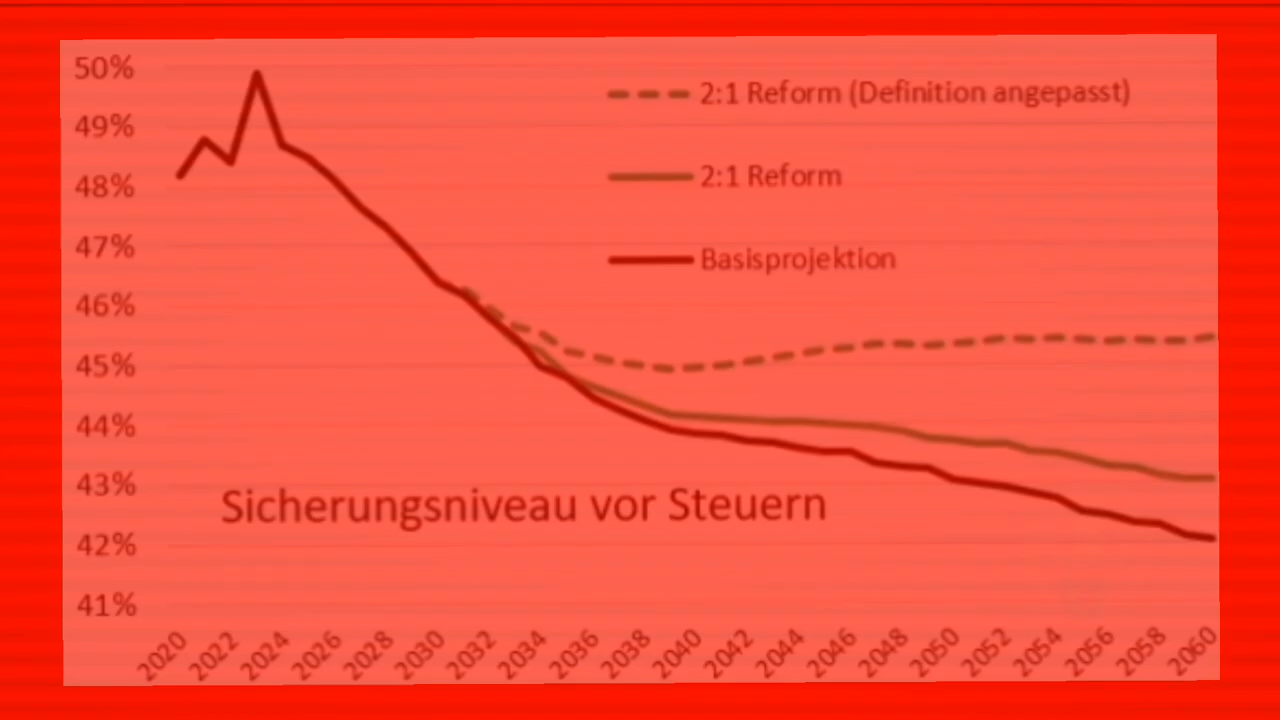 50%
49%
48%
47%
46%
45%
44%
43%
42%
41%
2:1 Reform (Definition angepasst)
2:1 Reform
Basisprojektion
Sicherungsniveau vor Steuern
2020 2022 2024 2026 2028 2030 2032 2034 2036 2038 2040 2042 2044 2046 2048 2050 2052 2054 2056 2058 2060